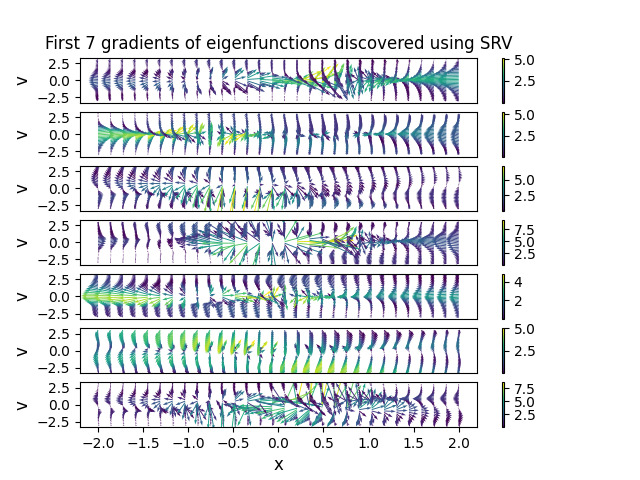 First 7 gradients of eigenfunctions discovered using SRV
2.5 5.0
v 0.0 2.5
−2.5
2.5 5.0
v 0.0 2.5
−2.5
2.5 5.0
v 0.0 2.5
−2.5
2.5 7.5
v 0.0 5.0
−2.5 2.5
2.5 4
v 0.0 2
−2.5
2.5 5.0
v 0.0 2.5
−2.5
2.5 7.5
v 0.0 5.0
−2.5 2.5
−2.0 −1.5 −1.0 −0.5 0.0 0.5 1.0 1.5 2.0
x